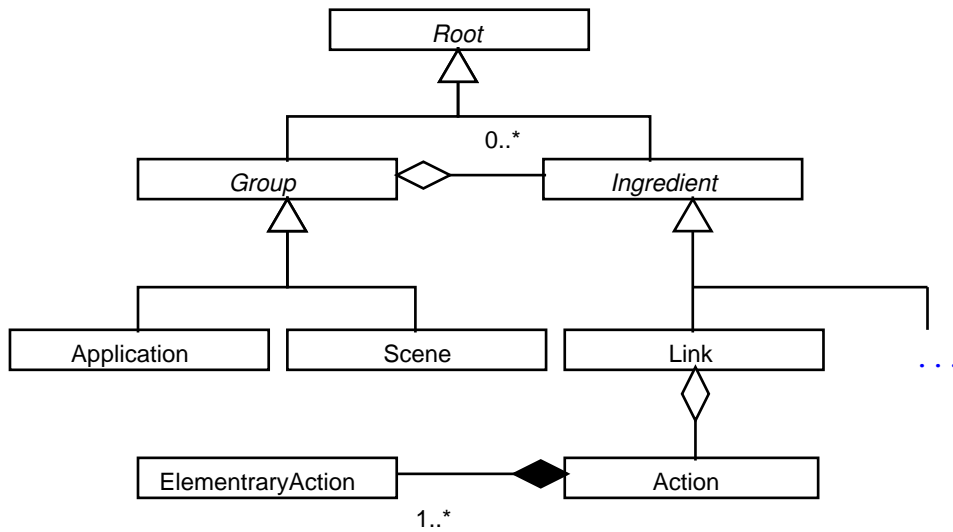 Root
0..*
Group
Ingredient
Application
Scene
Link
. . .
ElementraryAction
Action
1..*